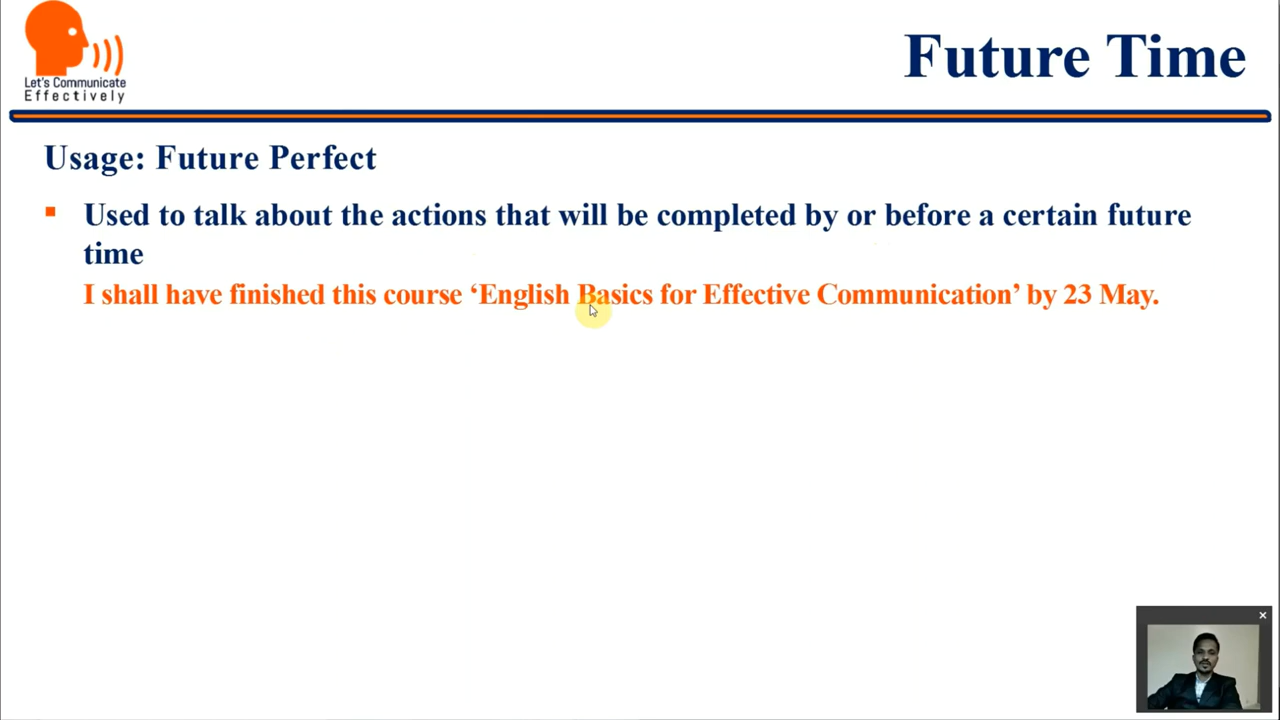 Let's Communicate
Effectively
Future Time
Usage: Future Perfect
▪ Used to talk about the actions that will be completed by or before a certain future
time
I shall have finished this course ‘English Basics for Effective Communication’ by 23 May.